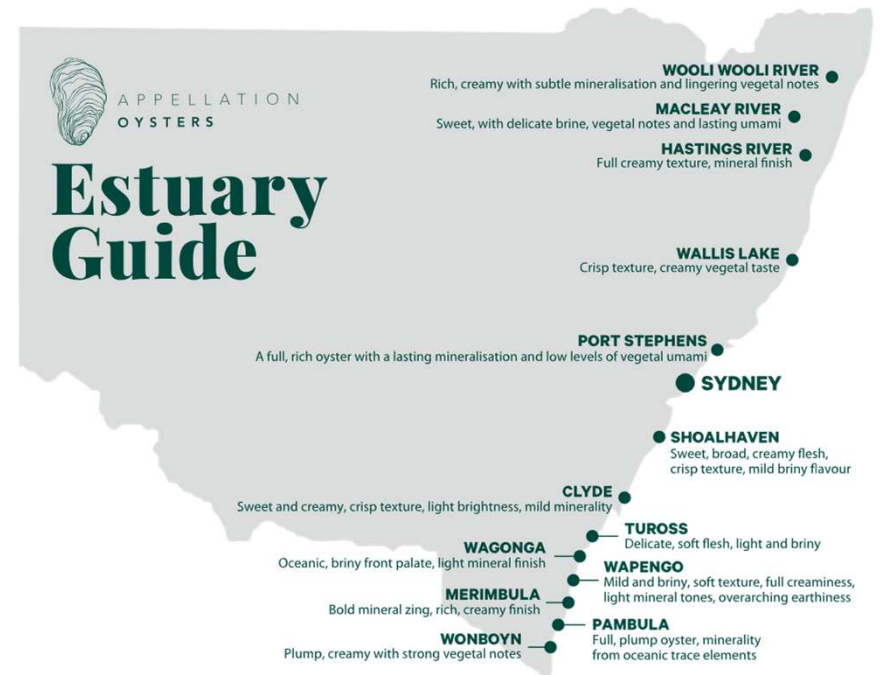 APPELLATION
OYSTERS
Estuary
Guide
WOOLI WOOLI RIVER
Rich, creamy with subtle mineralisation and lingering vegetal notes
MACLEAY RIVER
Sweet, with delicate brine, vegetal notes and lasting umami
HASTINGS RIVER
Full creamy texture, mineral finish
WALLIS LAKE
Crisp texture, creamy vegetal taste
PORT STEPHENS
A full, rich oyster with a lasting mineralisation and low levels of vegetal umami
SYDNEY
SHOALHAVEN
Sweet, broad, creamy flesh,
crisp texture, mild briny flavour
CLYDE
Sweet and creamy, crisp texture, light brightness, mild minerality
TUROSS
Delicate, soft flesh, light and briny
WAGONGA
Oceanic, briny front palate, light mineral finish
WAPENGO
Mild and briny, soft texture, full creaminess,
light mineral tones, overarching earthiness
MERIMBULA
Bold mineral zing, rich, creamy finish
PAMBULA
Full, plump oyster, minerality
from oceanic trace elements
WONBOYN
Plump, creamy with strong vegetal notes